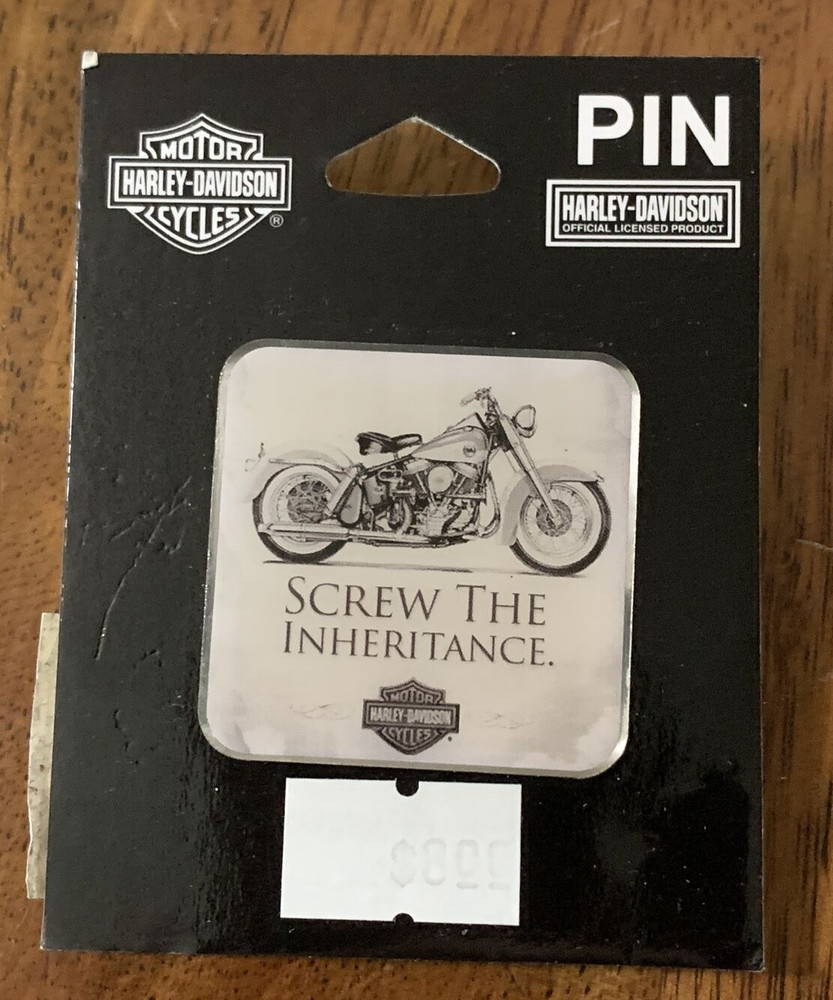 MOTOR
HARLEY-DAVIDSON
CYCLES®
PIN
HARLEY-DAVIDSON
OFFICIAL LICENSED PRODUCT
SCREW THE
INHERITANCE.
MOTOR
HARLEY-DAVIDSON
CYCLES